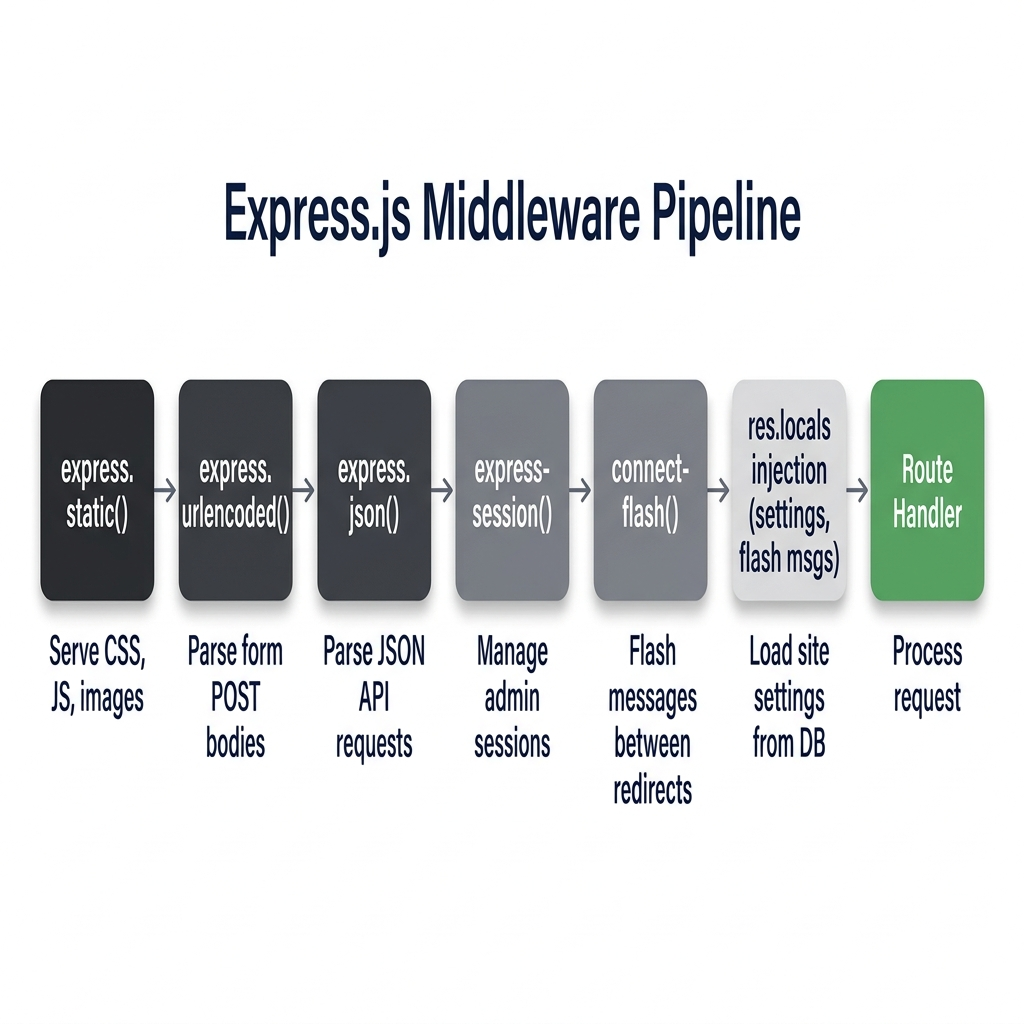 Express.js Middleware Pipeline
express.
static()
express.
urlencoded()
express.
json()
express-
session()
connect-
flash()
res.locals
injection
(settings,
flash msgs)
Route
Handler
Serve CSS,
JS, images
Parse form
POST
bodies
Parse JSON
API
requests
Manage
admin
sessions
Flash
messages
between
redirects
Load site
settings
from DB
Process
request